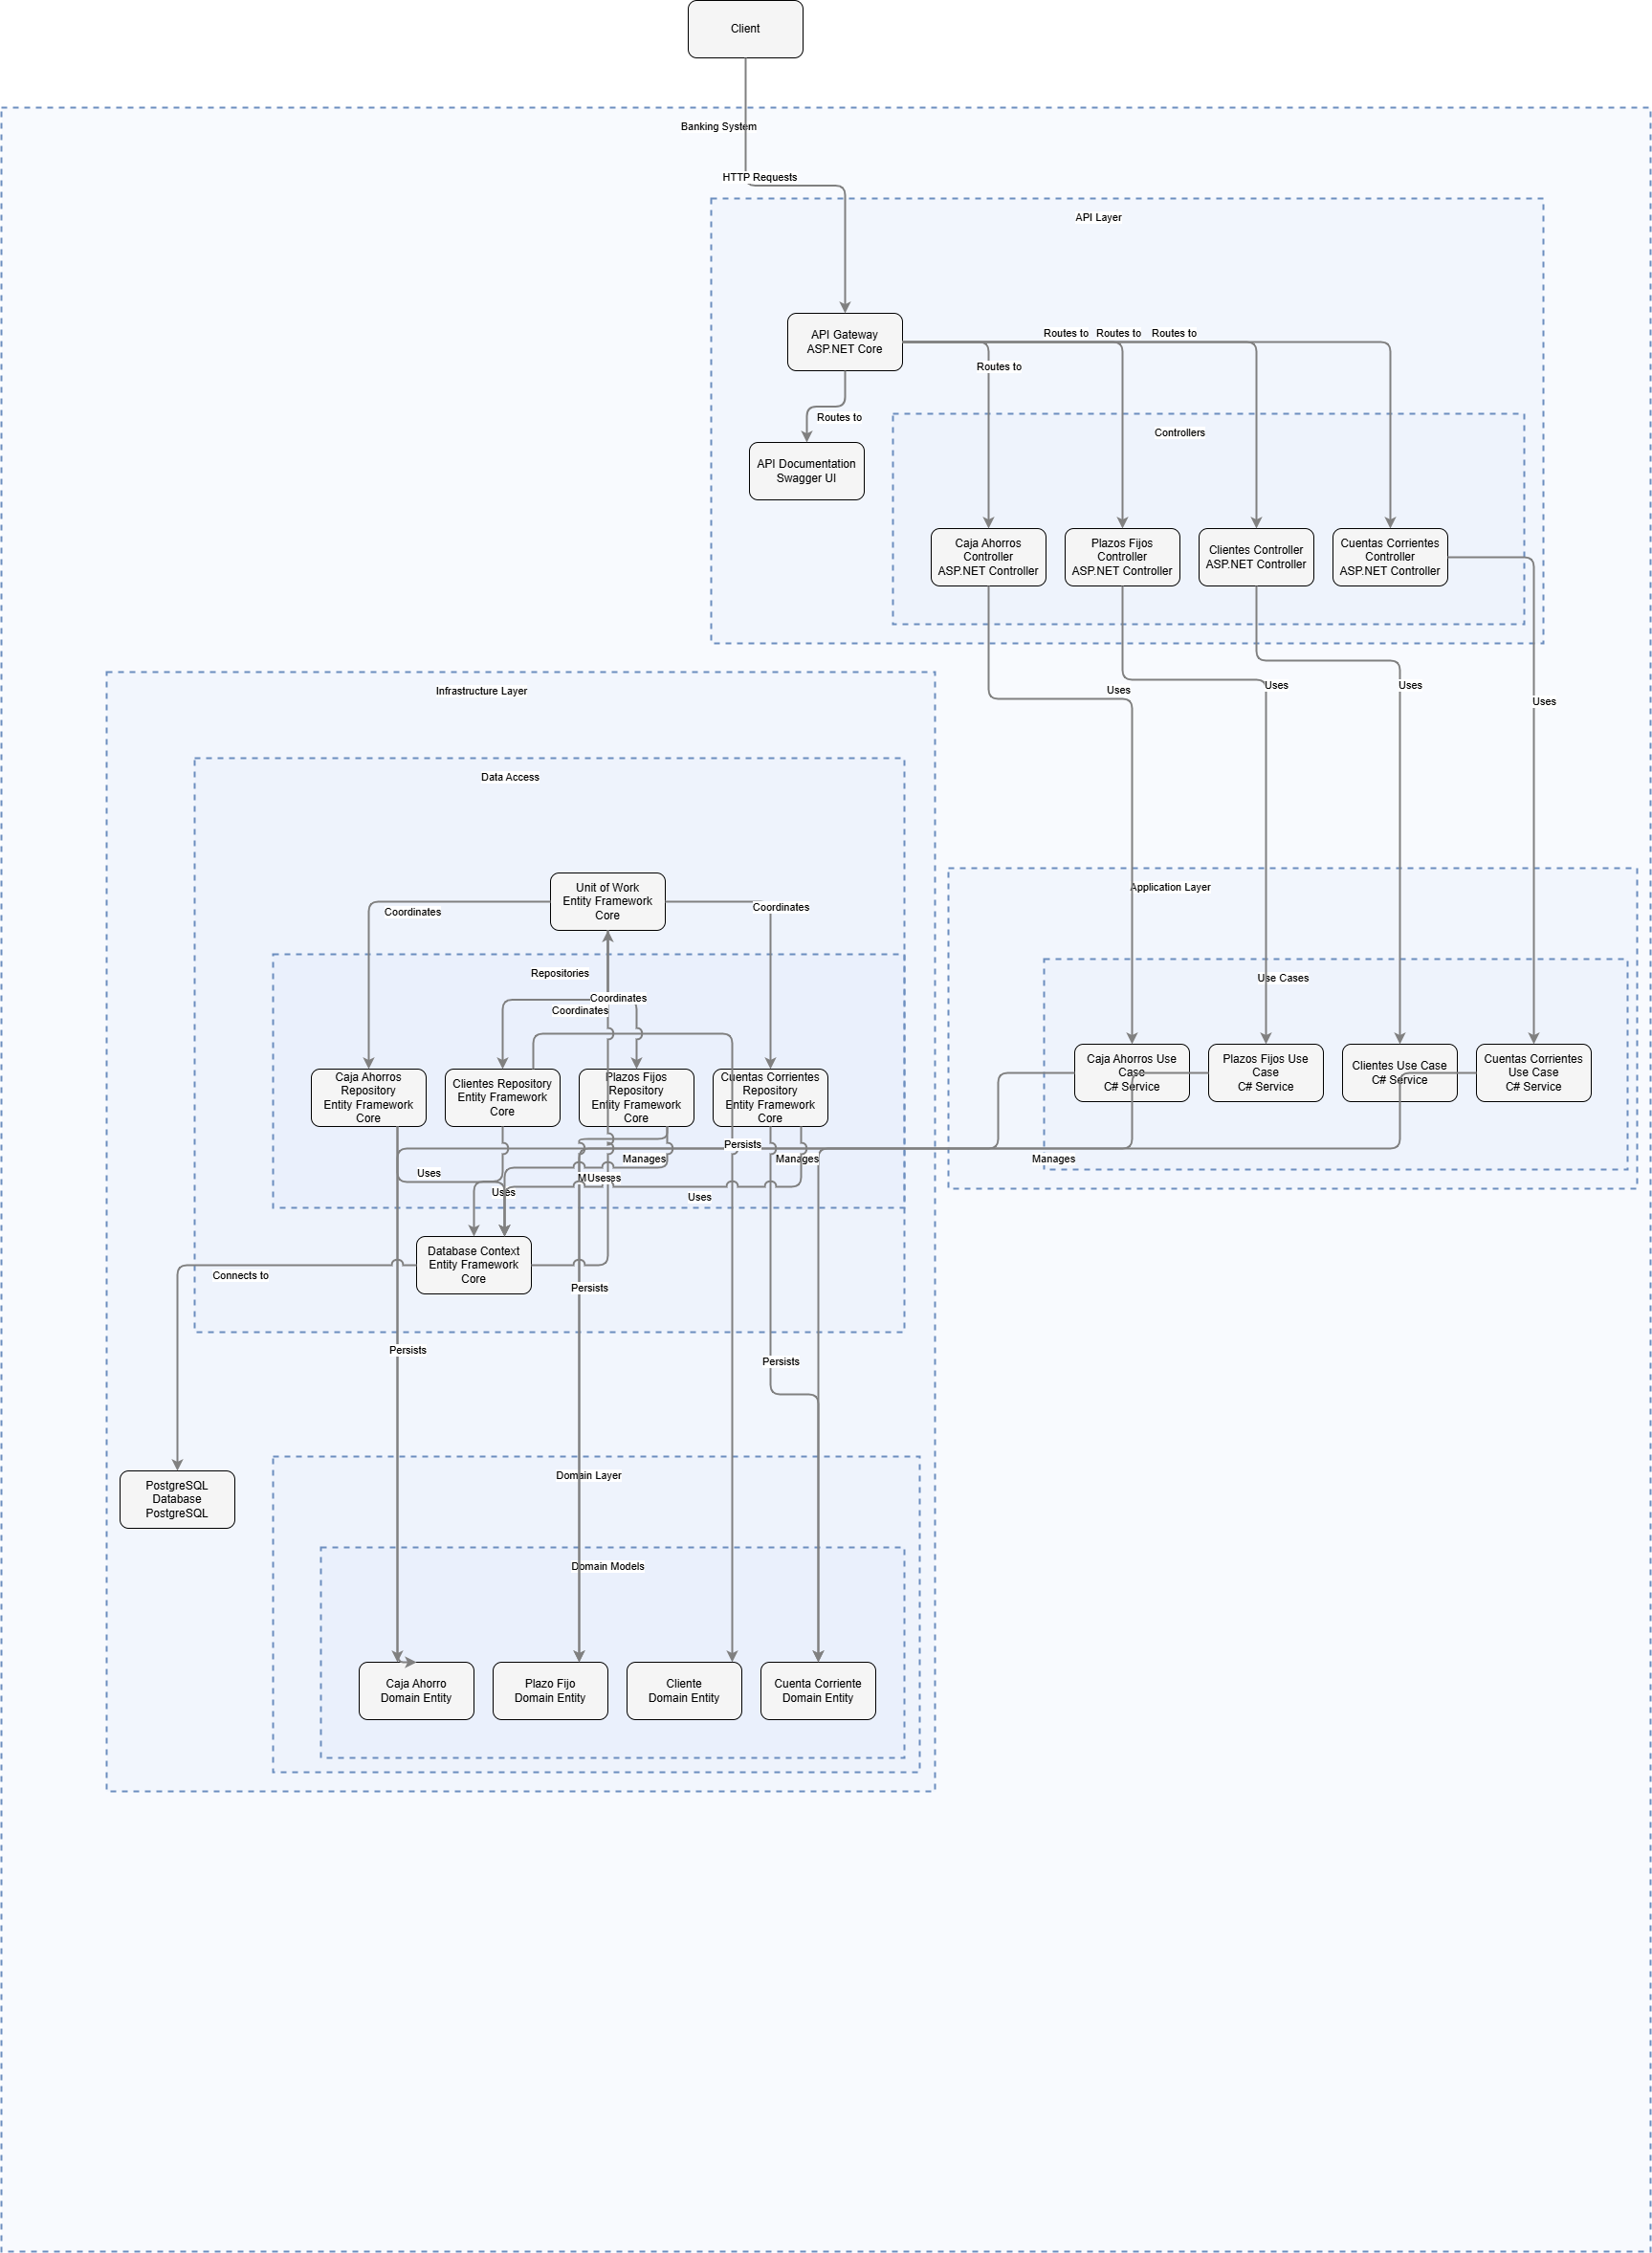 Client
Banking System
HTTP Requests
API Layer
API Gateway
ASP.NET Core
Routes to
Routes to
Routes to
Routes to
Routes to
API Documentation
Swagger UI
Controllers
Caja Ahorros
Controller
ASP.NET Controller
Plazos Fijos
Controller
ASP.NET Controller
Clientes Controller
ASP.NET Controller
Cuentas Corrientes
Controller
ASP.NET Controller
Uses
Uses
Uses
Uses
Infrastructure Layer
Data Access
Unit of Work
Entity Framework
Core
Coordinates
Coordinates
Repositories
Coordinates
Coordinates
Application Layer
Use Cases
Caja Ahorros Use
Case
C# Service
Plazos Fijos Use
Case
C# Service
Clientes Use Case
C# Service
Cuentas Corrientes
Use Case
C# Service
Caja Ahorros
Repository
Entity Framework
Core
Clientes Repository
Entity Framework
Core
Plazos Fijos
Repository
Entity Framework
Core
Cuentas Corrientes
Repository
Entity Framework
Core
Persists
Manages
Manages
Manages
Uses
Uses
Uses
Database Context
Entity Framework
Core
Connects to
Persists
Persists
Persists
PostgreSQL
Database
PostgreSQL
Domain Layer
Domain Models
Caja Ahorro
Domain Entity
Plazo Fijo
Domain Entity
Cliente
Domain Entity
Cuenta Corriente
Domain Entity